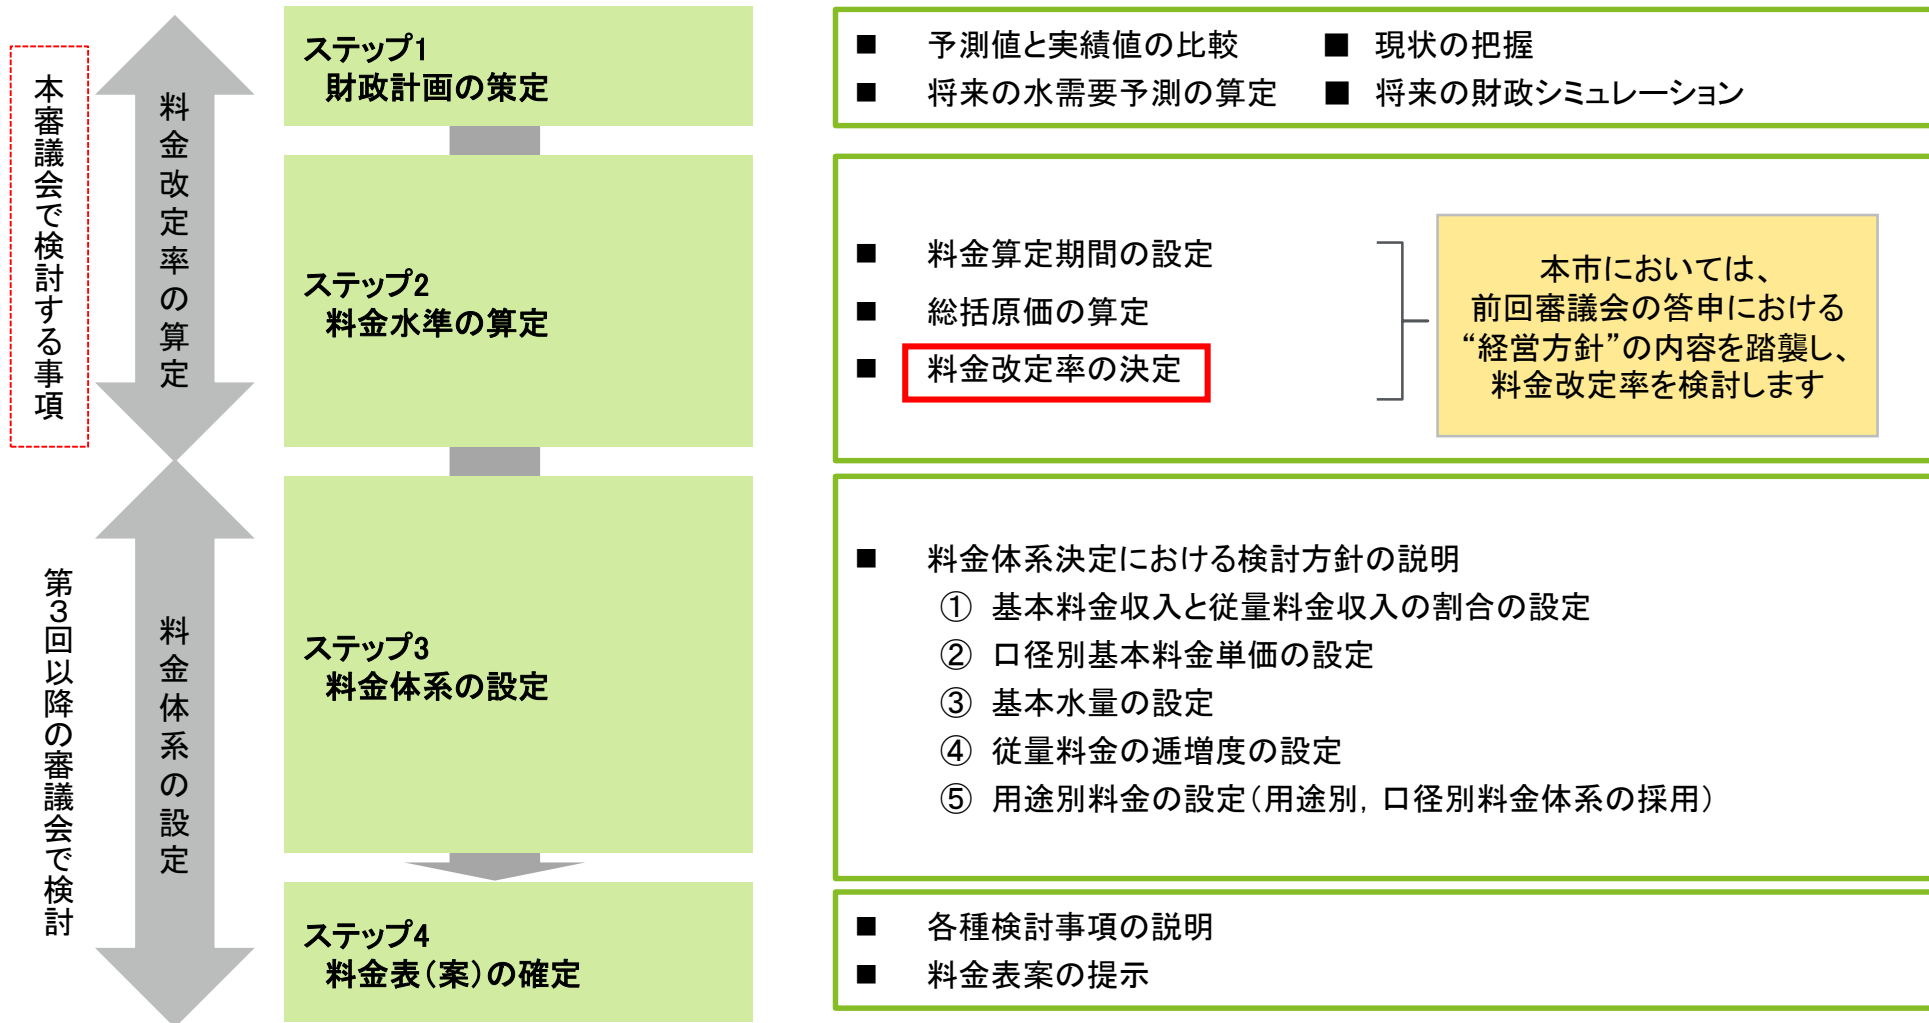 本審議会で検討する事項
料金改定率の算定
ステップ1
財政計画の策定
■ 予測値と実績値の比較 ■ 現状の把握
■ 将来の水需要予測の算定 ■ 将来の財政シミュレーション
ステップ2
料金水準の算定
■ 料金算定期間の設定
■ 総括原価の算定
■ 料金改定率の決定
本市においては、
前回審議会の答申における
“経営方針”の内容を踏襲し、
料金改定率を検討します
第3回以降の審議会で検討
料金体系の設定
ステップ3
料金体系の設定
■ 料金体系決定における検討方針の説明
① 基本料金収入と従量料金収入の割合の設定
② 口径別基本料金単価の設定
③ 基本水量の設定
④ 従量料金の逓増度の設定
⑤ 用途別料金の設定(用途別，口径別料金体系の採用)
ステップ4
料金表(案)の確定
■ 各種検討事項の説明
■ 料金表案の提示